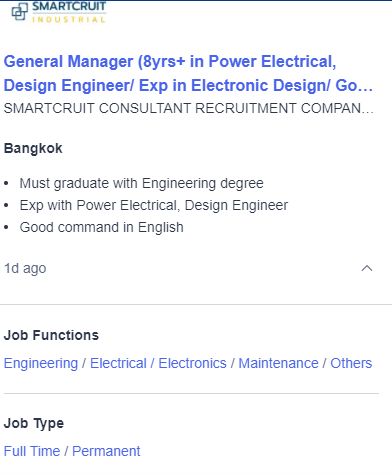 SMARTCRUIT
INDUSTRIAL
General Manager (8yrs+ in Power Electrical,
Design Engineer/ Exp in Electronic Design/ Go…
SMARTCRUIT CONSULTANT RECRUITMENT COMPAN…
Bangkok
• Must graduate with Engineering degree
• Exp with Power Electrical, Design Engineer
• Good command in English
1d ago
Job Functions
Engineering / Electrical / Electronics / Maintenance / Others
Job Type
Full Time / Permanent